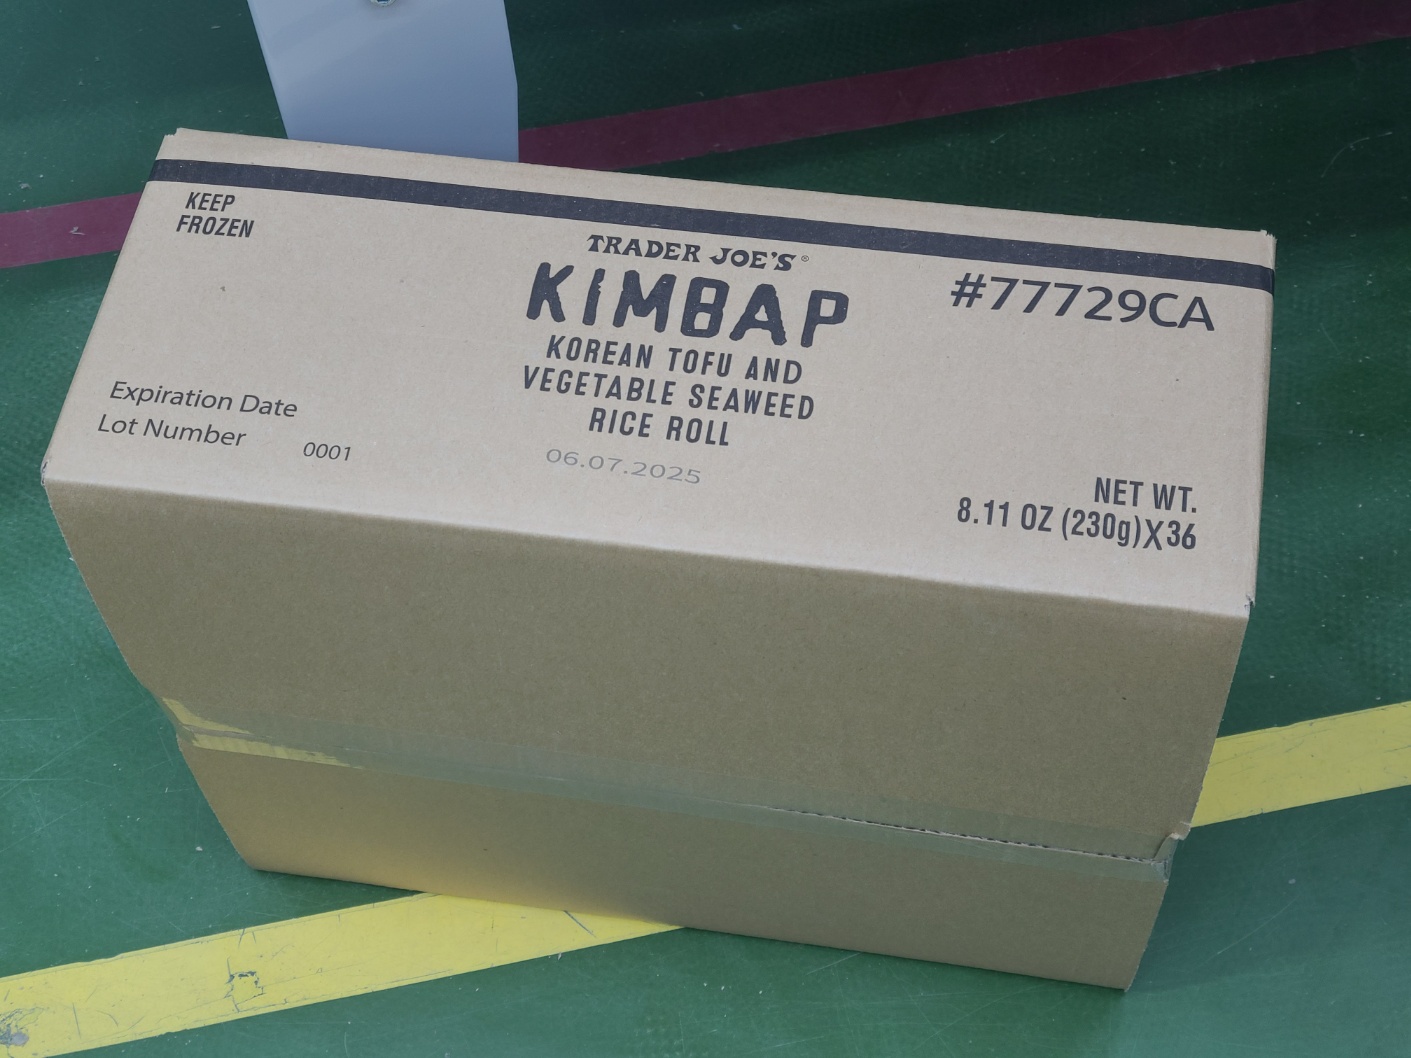 KEEP
FROZEN
TRADER JOE'S®
KIMBAP
KOREAN TOFU AND
VEGETABLE SEAWEED
RICE ROLL
06.07.2025
#77729CA
Expiration Date
Lot Number 0001
NET WT.
8.11 OZ (230g)X36